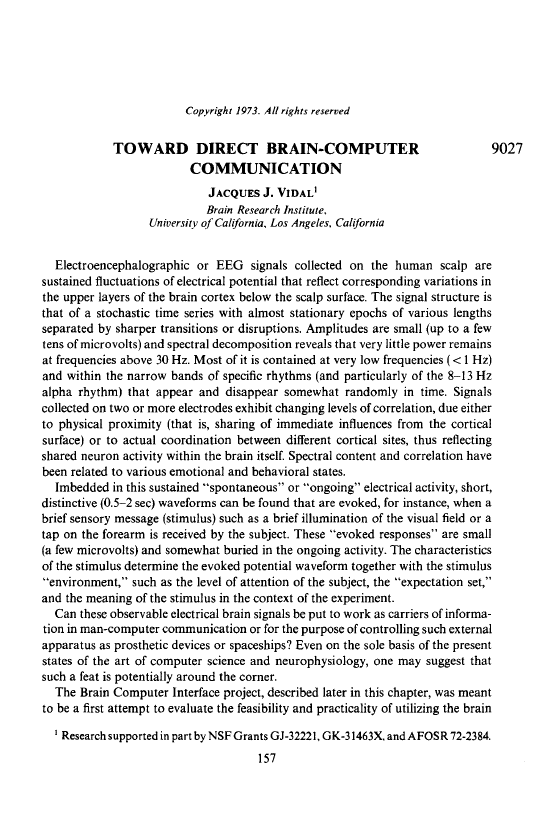 Copyright 1973. All rights reserved
TOWARD DIRECT BRAIN-COMPUTER 9027
COMMUNICATION
JACQUES J. VIDAL¹
Brain Research Institute,
University of California, Los Angeles, California
Electroencephalographic or EEG signals collected on the human scalp are
sustained fluctuations of electrical potential that reflect corresponding variations in
the upper layers of the brain cortex below the scalp surface. The signal structure is
that of a stochastic time series with almost stationary epochs of various lengths
separated by sharper transitions or disruptions. Amplitudes are small (up to a few
tens of microvolts) and spectral decomposition reveals that very little power remains
at frequencies above 30 Hz. Most of it is contained at very low frequencies (< 1 Hz)
and within the narrow bands of specific rhythms (and particularly of the 8–13 Hz
alpha rhythm) that appear and disappear somewhat randomly in time. Signals
collected on two or more electrodes exhibit changing levels of correlation, due either
to physical proximity (that is, sharing of immediate influences from the cortical
surface) or to actual coordination between different cortical sites, thus reflecting
shared neuron activity within the brain itself. Spectral content and correlation have
been related to various emotional and behavioral states.
Imbedded in this sustained “spontaneous” or “ongoing” electrical activity, short,
distinctive (0.5–2 sec) waveforms can be found that are evoked, for instance, when a
brief sensory message (stimulus) such as a brief illumination of the visual field or a
tap on the forearm is received by the subject. These “evoked responses” are small
(a few microvolts) and somewhat buried in the ongoing activity. The characteristics
of the stimulus determine the evoked potential waveform together with the stimulus
“environment,” such as the level of attention of the subject, the “expectation set,”
and the meaning of the stimulus in the context of the experiment.
Can these observable electrical brain signals be put to work as carriers of informa-
tion in man-computer communication or for the purpose of controlling such external
apparatus as prosthetic devices or spaceships? Even on the sole basis of the present
states of the art of computer science and neurophysiology, one may suggest that
such a feat is potentially around the corner.
The Brain Computer Interface project, described later in this chapter, was meant
to be a first attempt to evaluate the feasibility and practicality of utilizing the brain
¹ Research supported in part by NSF Grants GJ-32221, GK-31463X, and AFOSR 72-2384.
157